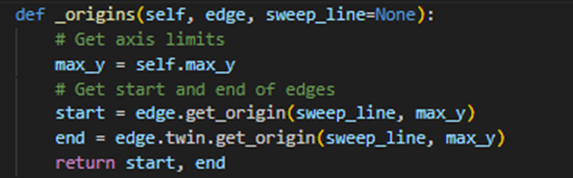 def _origins(self, edge, sweep_line=None):
# Get axis limits
max_y = self.max_y
# Get start and end of edges
start = edge.get_origin(sweep_line, max_y)
end = edge.twin.get_origin(sweep_line, max_y)
return start, end